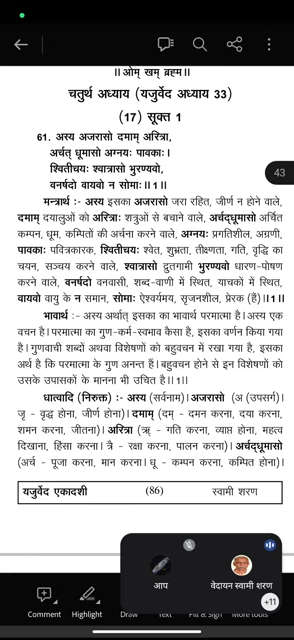 ॥ओम् खम् ब्रह्म॥
चतुर्थ अध्याय (यजुर्वेद अध्याय 33)
(17) सूक्त 1
61. अस्य अजरासो दमाम् अरित्रा,
अर्चत् धूमासो अग्नयः पावकाः।
श्वितीचयः श्वात्रासो भुरण्यवो,
वनर्षदो वायवो न सोमाः॥1॥
43
मन्त्रार्थ :- अस्य इसका अजरासो जरा रहित, जीर्ण न होने वाले,
दमाम् दयालुओं को अरित्राः शत्रुओं से बचाने वाले, अर्चद्धूमासो अर्चित
कम्पन, धूम, कम्पितों की अर्चना करने वाले, अग्नयः प्रगतिशील, अग्रणी,
पावकाः पवित्रकारक, श्वितीचयः श्वेत, शुभ्रता, तीक्ष्णता, गति, वृद्धि का
चयन, सञ्चय करने वाले, श्वात्रासो द्रुतगामी भुरण्यवो धारण-पोषण
करने वाले, वनर्षदो वनवासी, शब्द-वाणी में स्थित, याचकों में स्थित,
वायवो वायु के न समान, सोमाः ऐश्वर्यमय, सृजनशील, प्रेरक (हैं)।।1॥
भावार्थ :- अस्य अर्थात् इसका का भावार्थ परमात्मा है। अस्य एक
वचन है। परमात्मा का गुण-कर्म-स्वभाव कैसा है, इसका वर्णन किया गया
है। गुणवाची शब्दों अथवा विशेषणों को बहुवचन में रखा गया है, इसका
अर्थ है कि परमात्मा के गुण अनन्त हैं। बहुवचन होने से इन विशेषणों को
उसके उपासकों के मानना भी उचित है।।1॥
धात्वादि (निरुक्त) :- अस्य (सर्वनाम)। अजरासो (अ (उपसर्ग)।
जृ - वृद्ध होना, जीर्ण होना)। दमाम् (दम् - दमन करना, दया करना,
शमन करना, जीतना)। अरित्रा (ऋ - गति करना, व्याप्त होना, महत्व
दिखाना, हिंसा करना। त्रै - रक्षा करना, पालन करना)। अर्चद्धूमासो
(अर्च - पूजा करना, मान करना। धू - कम्पन करना, कम्पित होना)।
यजुर्वेद एकादशी (86) स्वामी शरण
आप वेदायन स्वामी शरण
+11
Comment Highlight Draw Text Fill & Sign More tools